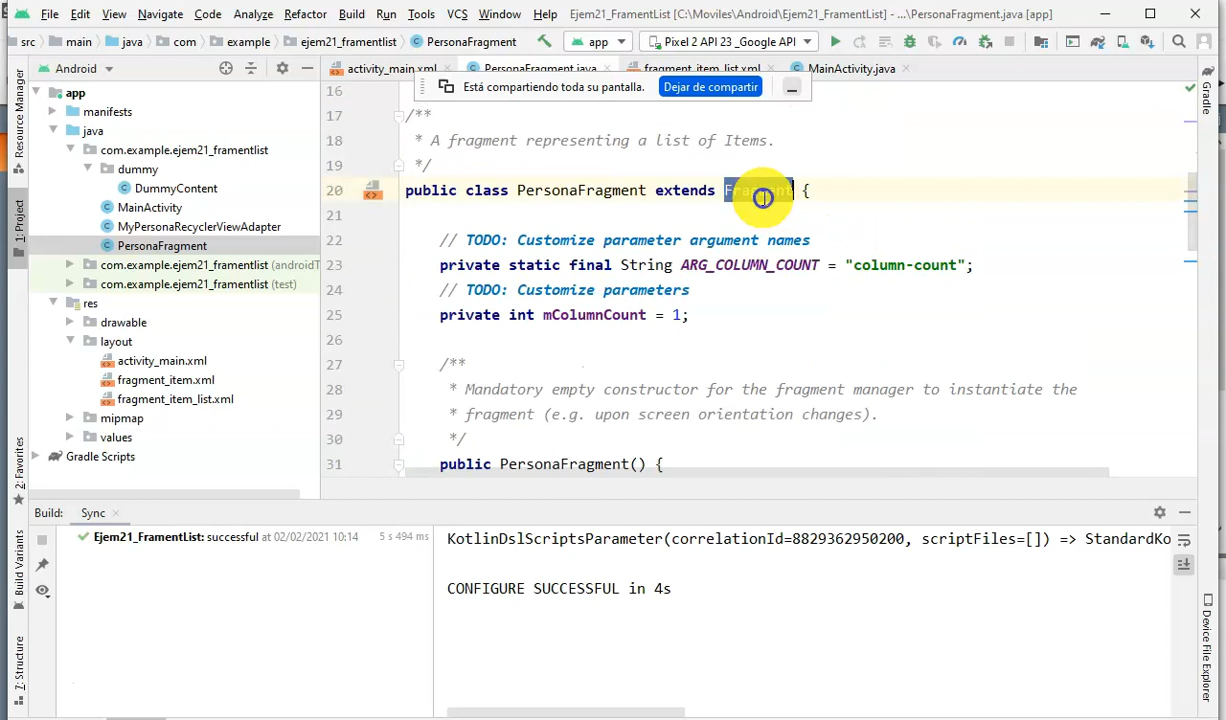 File Edit View Navigate Code Analyze Refactor Build Run Tools VCS Window Help Ejem21_FramentList [C:\Moviles\Android\Ejem21_FramentList] - ...\PersonaFragment.java [app]
src main java com example ejem21_framentlist PersonaFragment app Pixel 2 API 23 _Google API
Android activity_main.xml PersonaFragment.java fragment_item_list.xml MainActivity.java
Está compartiendo toda su pantalla. Dejar de compartir
Resource Manager
1: Project
2: Favorites
Build Variants
7: Structure
Gradle
Device File Explorer
app
manifests
java
com.example.ejem21_framentlist
dummy
DummyContent
MainActivity
MyPersonaRecyclerViewAdapter
PersonaFragment
com.example.ejem21_framentlist (androidT
com.example.ejem21_framentlist (test)
res
drawable
layout
activity_main.xml
fragment_item.xml
fragment_item_list.xml
mipmap
values
Gradle Scripts
16
17 /**
18 * A fragment representing a list of Items.
19 */
20 public class PersonaFragment extends Fragment {
21
22 // TODO: Customize parameter argument names
23 private static final String ARG_COLUMN_COUNT = "column-count";
24 // TODO: Customize parameters
25 private int mColumnCount = 1;
26
27 /**
28 * Mandatory empty constructor for the fragment manager to instantiate the
29 * fragment (e.g. upon screen orientation changes).
30 */
31 public PersonaFragment() {
Build: Sync
Ejem21_FramentList: successful at 02/02/2021 10:14 5 s 494 ms
KotlinDslScriptsParameter(correlationId=8829362950200, scriptFiles=[]) => StandardKo
CONFIGURE SUCCESSFUL in 4s